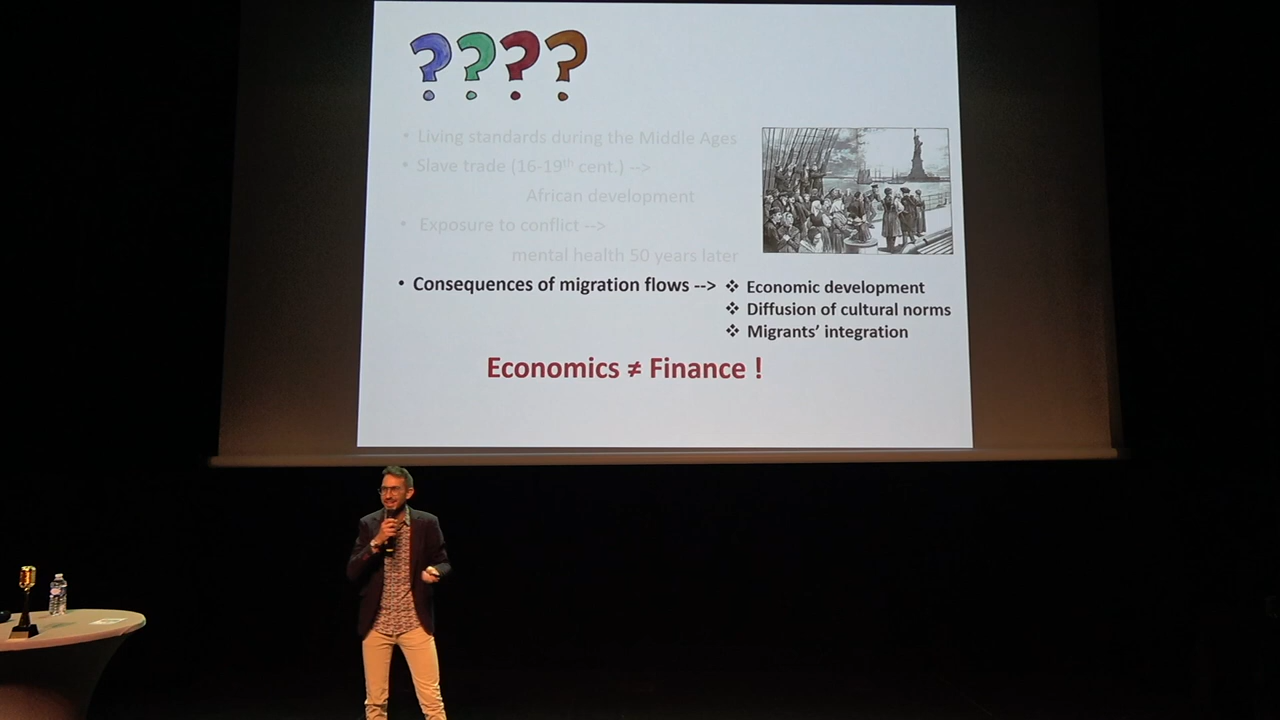 ????
• Living standards during the Middle Ages
• Slave trade (16-19th cent.) -->
African development
• Exposure to conflict -->
mental health 50 years later
• Consequences of migration flows --> ❖ Economic development
❖ Diffusion of cultural norms
❖ Migrants’ integration
Economics ≠ Finance !